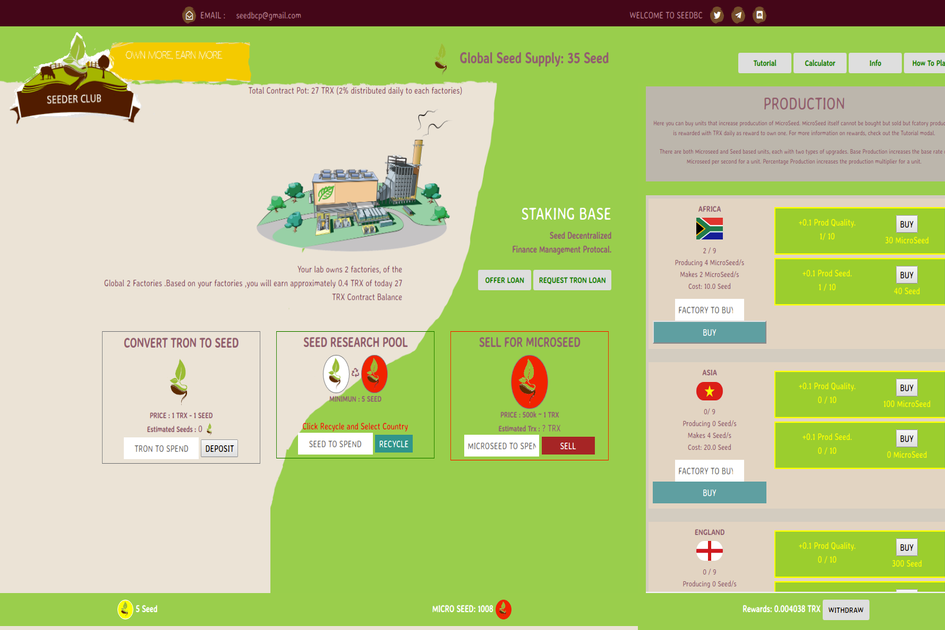 EMAIL : seedbcp@gmail.com
WELCOME TO SEEDBC
OWN MORE, EARN MORE
SEEDER CLUB
Global Seed Supply: 35 Seed
Tutorial
Calculator
Info
How To Pla
Total Contract Pot: 27 TRX (2% distributed daily to each factories)
STAKING BASE
Seed Decentralized
Finance Management Protocal.
OFFER LOAN
REQUEST TRON LOAN
Your lab owns 2 factories, of the
Global 2 Factories .Based on your factories ,you will earn approximately 0.4 TRX of today 27
TRX Contract Balance
CONVERT TRON TO SEED
PRICE : 1 TRX - 1 SEED
Estimated Seeds : 0
TRON TO SPEND
DEPOSIT
SEED RESEARCH POOL
MINIMUN : 5 SEED
Click Recycle and Select Country
SEED TO SPEND
RECYCLE
SELL FOR MICROSEED
PRICE : 500k ~ 1 TRX
Estimated Trx : ? TRX
MICROSEED TO SPEN
SELL
PRODUCTION
Here you can buy units that increase producution of MicroSeed. MicroSeed itself cannot be bought but sold but fcatory produ
is rewarded with TRX daily as reward to own one. For more information on rewards, check out the Tutorial modal.
There are both Microseed and Seed based units, each with two types of upgrades. Base Production increases the base rate
Microseed per second for a unit. Percentage Production increases the production multiplier for a unit.
AFRICA
2 / 9
Producing 4 MicroSeed/s
Makes 2 MicroSeed/s
Cost: 10.0 Seed
FACTORY TO BUY
BUY
+0.1 Prod Quality.
1/ 10
BUY
30 MicroSeed
+0.1 Prod Seed.
1 / 10
BUY
40 Seed
ASIA
0/ 9
Producing 0 Seed/s
Makes 4 Seed/s
Cost: 20.0 Seed
FACTORY TO BUY
BUY
+0.1 Prod Quality.
0 / 10
BUY
100 MicroSeed
+0.1 Prod Seed.
0 / 10
BUY
0 MicroSeed
ENGLAND
0 / 9
Producing 0 Seed/s
+0.1 Prod Quality.
0 / 10
BUY
300 Seed
5 Seed
MICRO SEED: 1008
Rewards: 0.004038 TRX
WITHDRAW